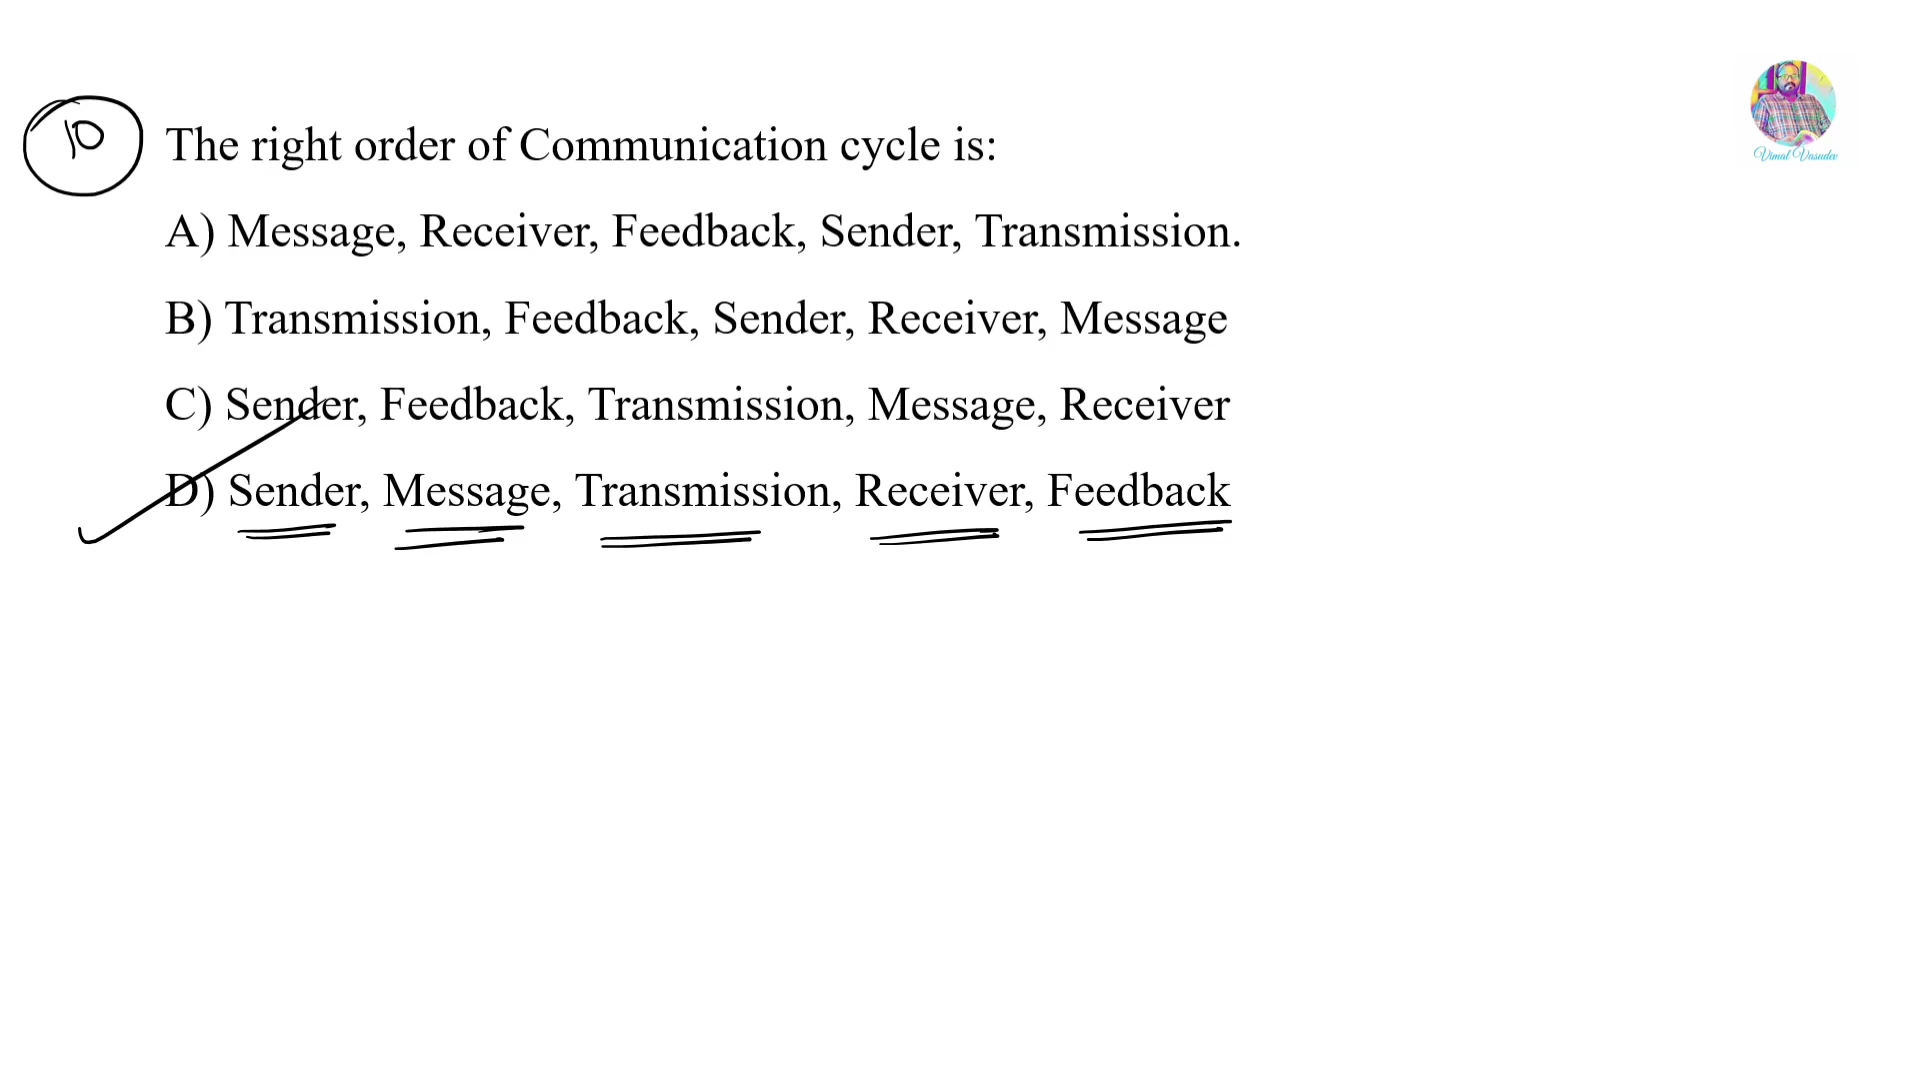 10 The right order of Communication cycle is:
Vimal Vasudev
A) Message, Receiver, Feedback, Sender, Transmission.
B) Transmission, Feedback, Sender, Receiver, Message
C) Sender, Feedback, Transmission, Message, Receiver
D) Sender, Message, Transmission, Receiver, Feedback